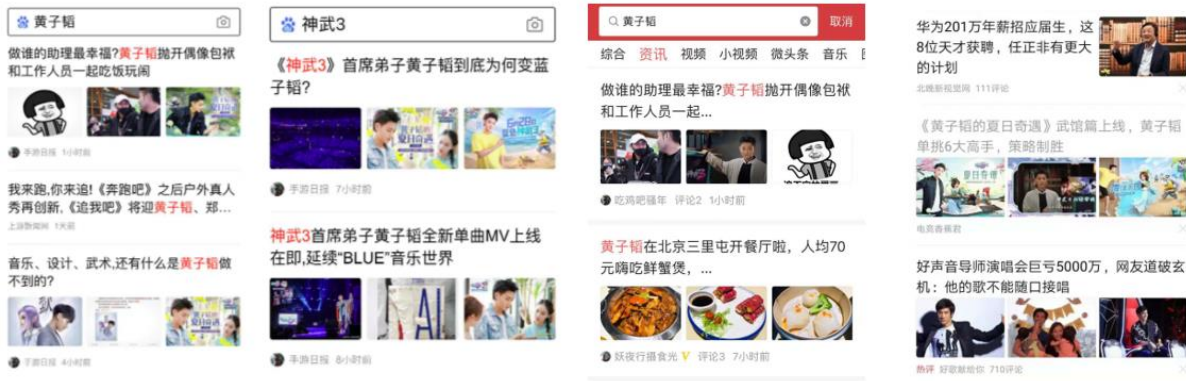 黄子韬
做谁的助理最幸福?黄子韬抛开偶像包袱
和工作人员一起吃饭玩闹
手游日报 1小时前
我来跑,你来追!《奔跑吧》之后户外真人
秀再创新,《追我吧》将迎黄子韬、郑...
上游新闻网 1天前
音乐、设计、武术,还有什么是黄子韬做
不到的?
手游日报 4小时前
神武3
《神武3》首席弟子黄子韬到底为何变蓝
子韬?
手游日报 7小时前
神武3首席弟子黄子韬全新单曲MV上线
在即,延续“BLUE”音乐世界
手游日报 8小时前
黄子韬
取消
综合 资讯 视频 小视频 微头条 音乐
做谁的助理最幸福?黄子韬抛开偶像包袱
和工作人员一起...
吃鸡吧骚年 评论2 1小时前
黄子韬在北京三里屯开餐厅啦，人均70
元嗨吃鲜蟹煲，...
妖夜行摄食光 V 评论3 7小时前
华为201万年薪招应届生，这
8位天才获聘，任正非有更大
的计划
北晚新视觉网 111评论
《黄子韬的夏日奇遇》武馆篇上线，黄子韬
单挑6大高手，策略制胜
电竞香蕉君
好声音导师演唱会巨亏5000万，网友道破玄
机：他的歌不能随口接唱
热评 好歌献给你 710评论